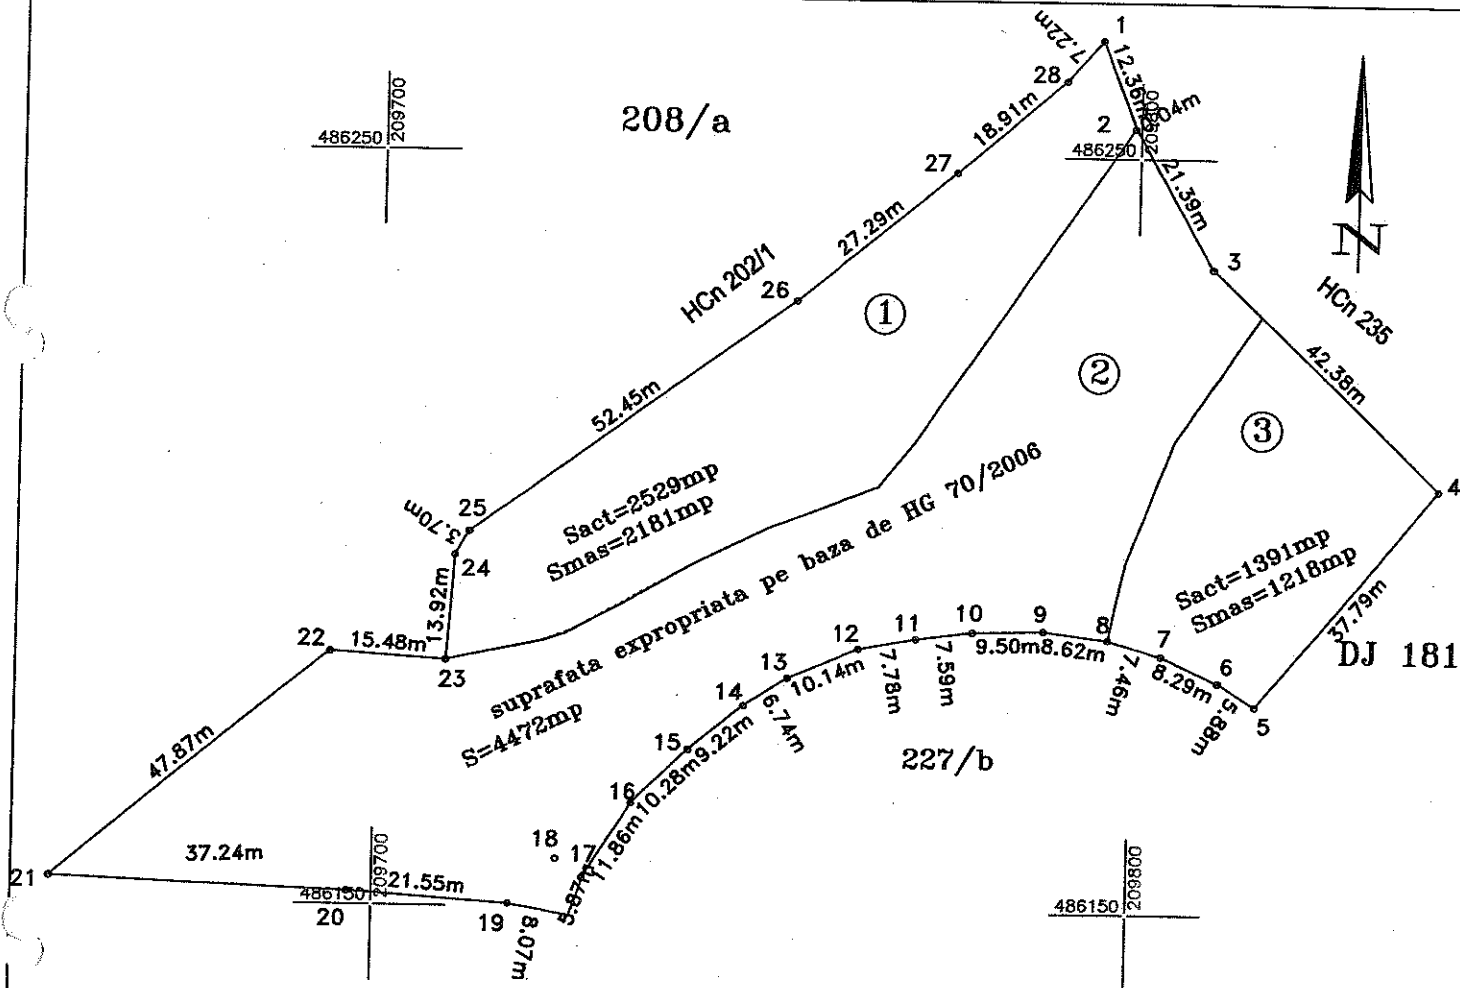 1
7.22m
28
12.36m
208/a
209700
486250
18.91m
2
0.04m
209800
486250
27
21.39m
27.29m
3
N
HCn 202/1
26
1
HCn 235
2
42.38m
52.45m
3
4
25
3.70m
24
Sact=2529mp
Smas=2181mp
suprafata expropriata pe baza de HG 70/2006
S=4472mp
Sact=1391mp
Smas=1218mp
13.92m
22
15.48m
23
37.79m
DJ 181
12
11
10
9
8
7
6
5
13
14
15
16
10.14m
7.78m
7.59m
9.50m
8.62m
7.46m
8.29m
5.88m
6.74m
9.22m
10.28m
11.86m
227/b
47.87m
18
17
5.87m
21
37.24m
209700
486150
21.55m
20
19
8.07m
209800
486150